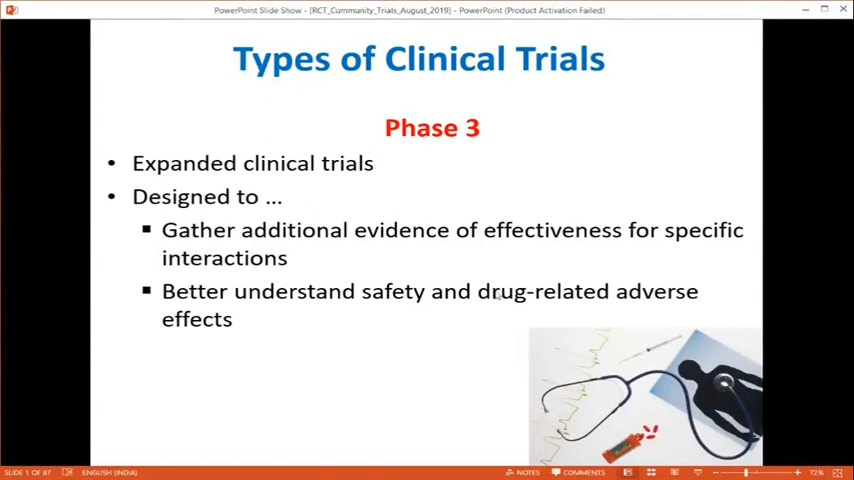 PowerPoint Slide Show - [RCT_Cummunity_Trials_August_2019] - PowerPoint (Product Activation Failed)
Types of Clinical Trials
Phase 3
• Expanded clinical trials
• Designed to ...
▪ Gather additional evidence of effectiveness for specific
interactions
▪ Better understand safety and drug-related adverse
effects
SLIDE 1 OF 87 ENGLISH (INDIA) NOTES COMMENTS 72%